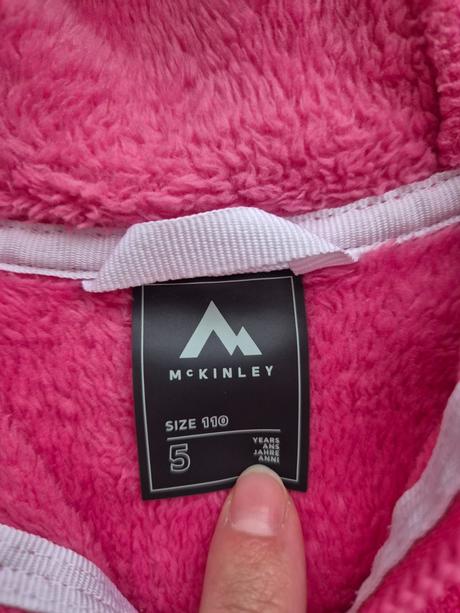 McKINLEY
SIZE 110
5
YEARS
ANS
JAHRE
ANNI